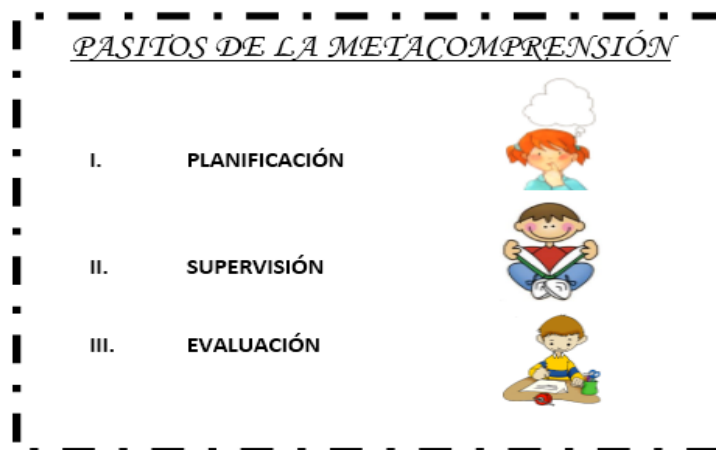 PASITOS DE LA METACOMPRENSIÓN
I. PLANIFICACIÓN
II. SUPERVISIÓN
III. EVALUACIÓN